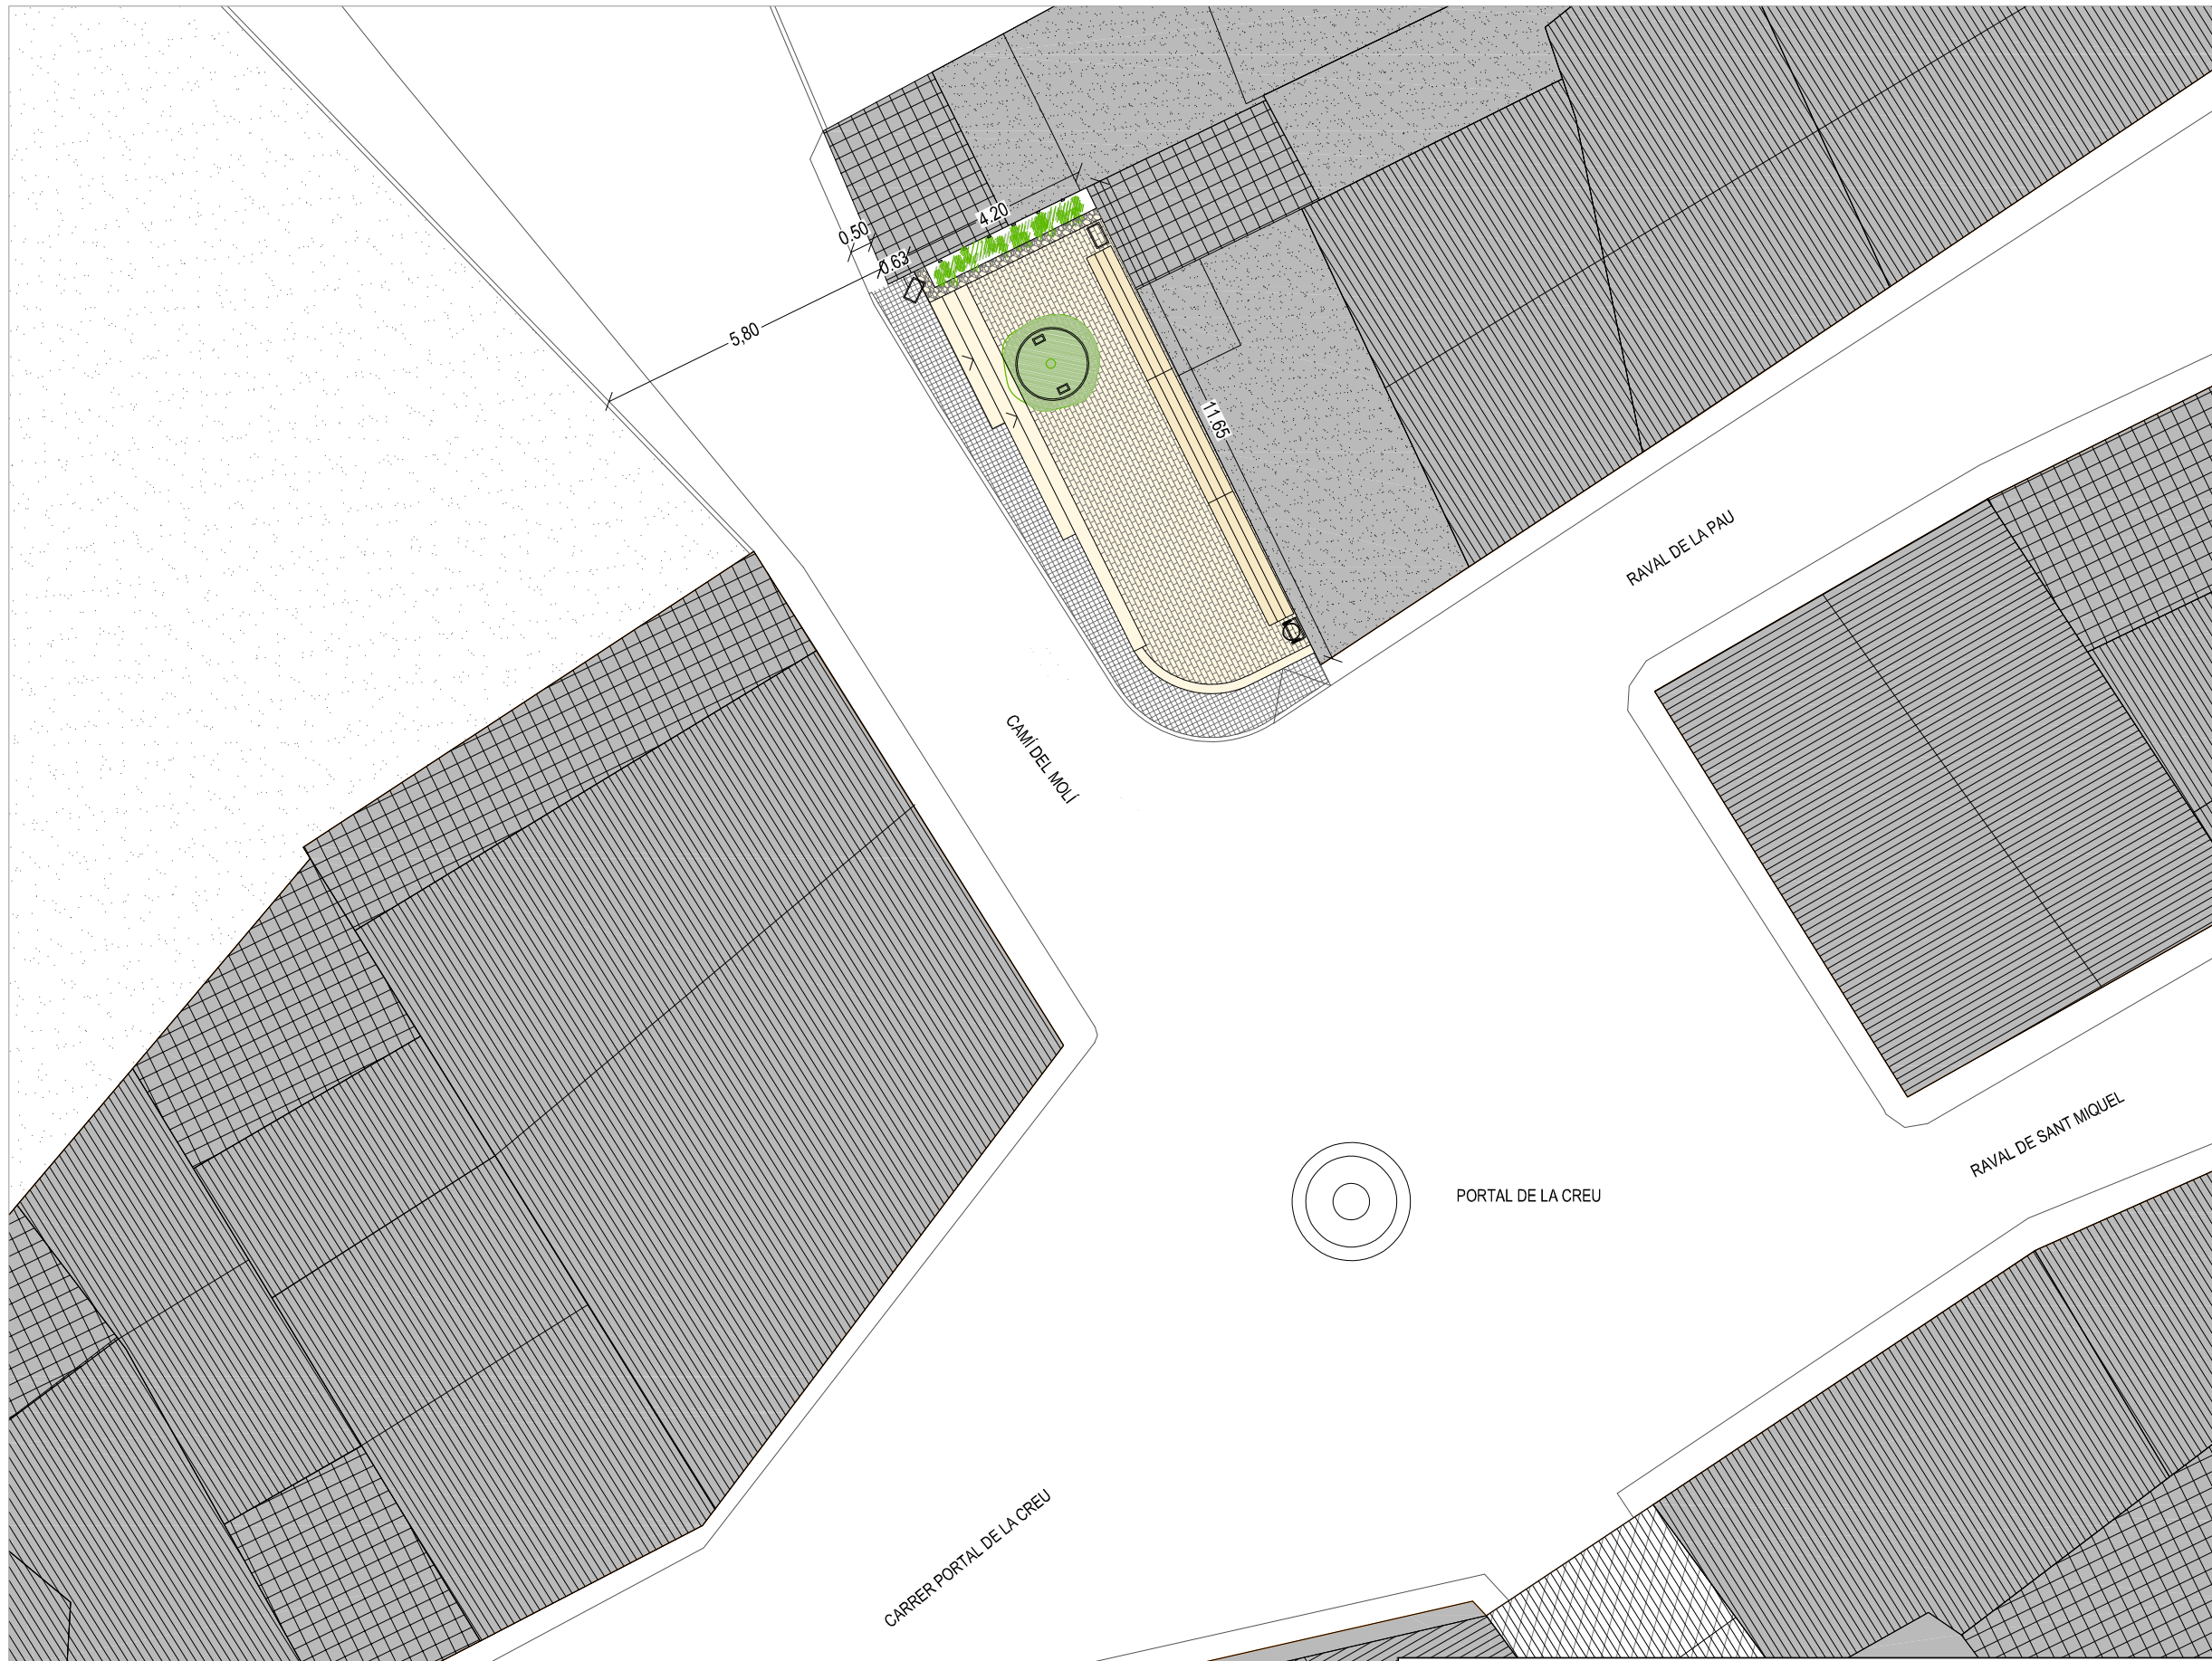 4.20
0.50
0.63
5,80
11.65
RAVAL DE LA PAU
CAMÍ DEL MOLÍ
RAVAL DE SANT MIQUEL
PORTAL DE LA CREU
CARRER PORTAL DE LA CREU